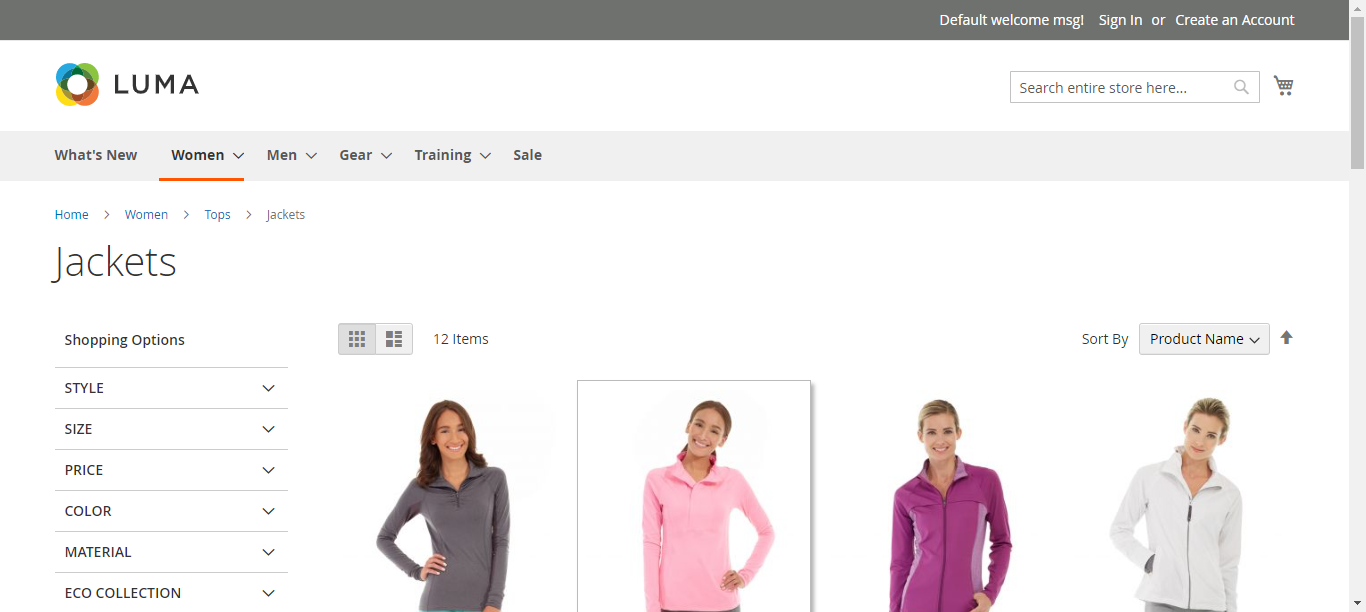 Default welcome msg! Sign In or Create an Account
LUMA
Search entire store here...
What's New Women Men Gear Training Sale
Home Women Tops Jackets
Jackets
Shopping Options
12 Items
Sort By Product Name
STYLE
SIZE
PRICE
COLOR
MATERIAL
ECO COLLECTION